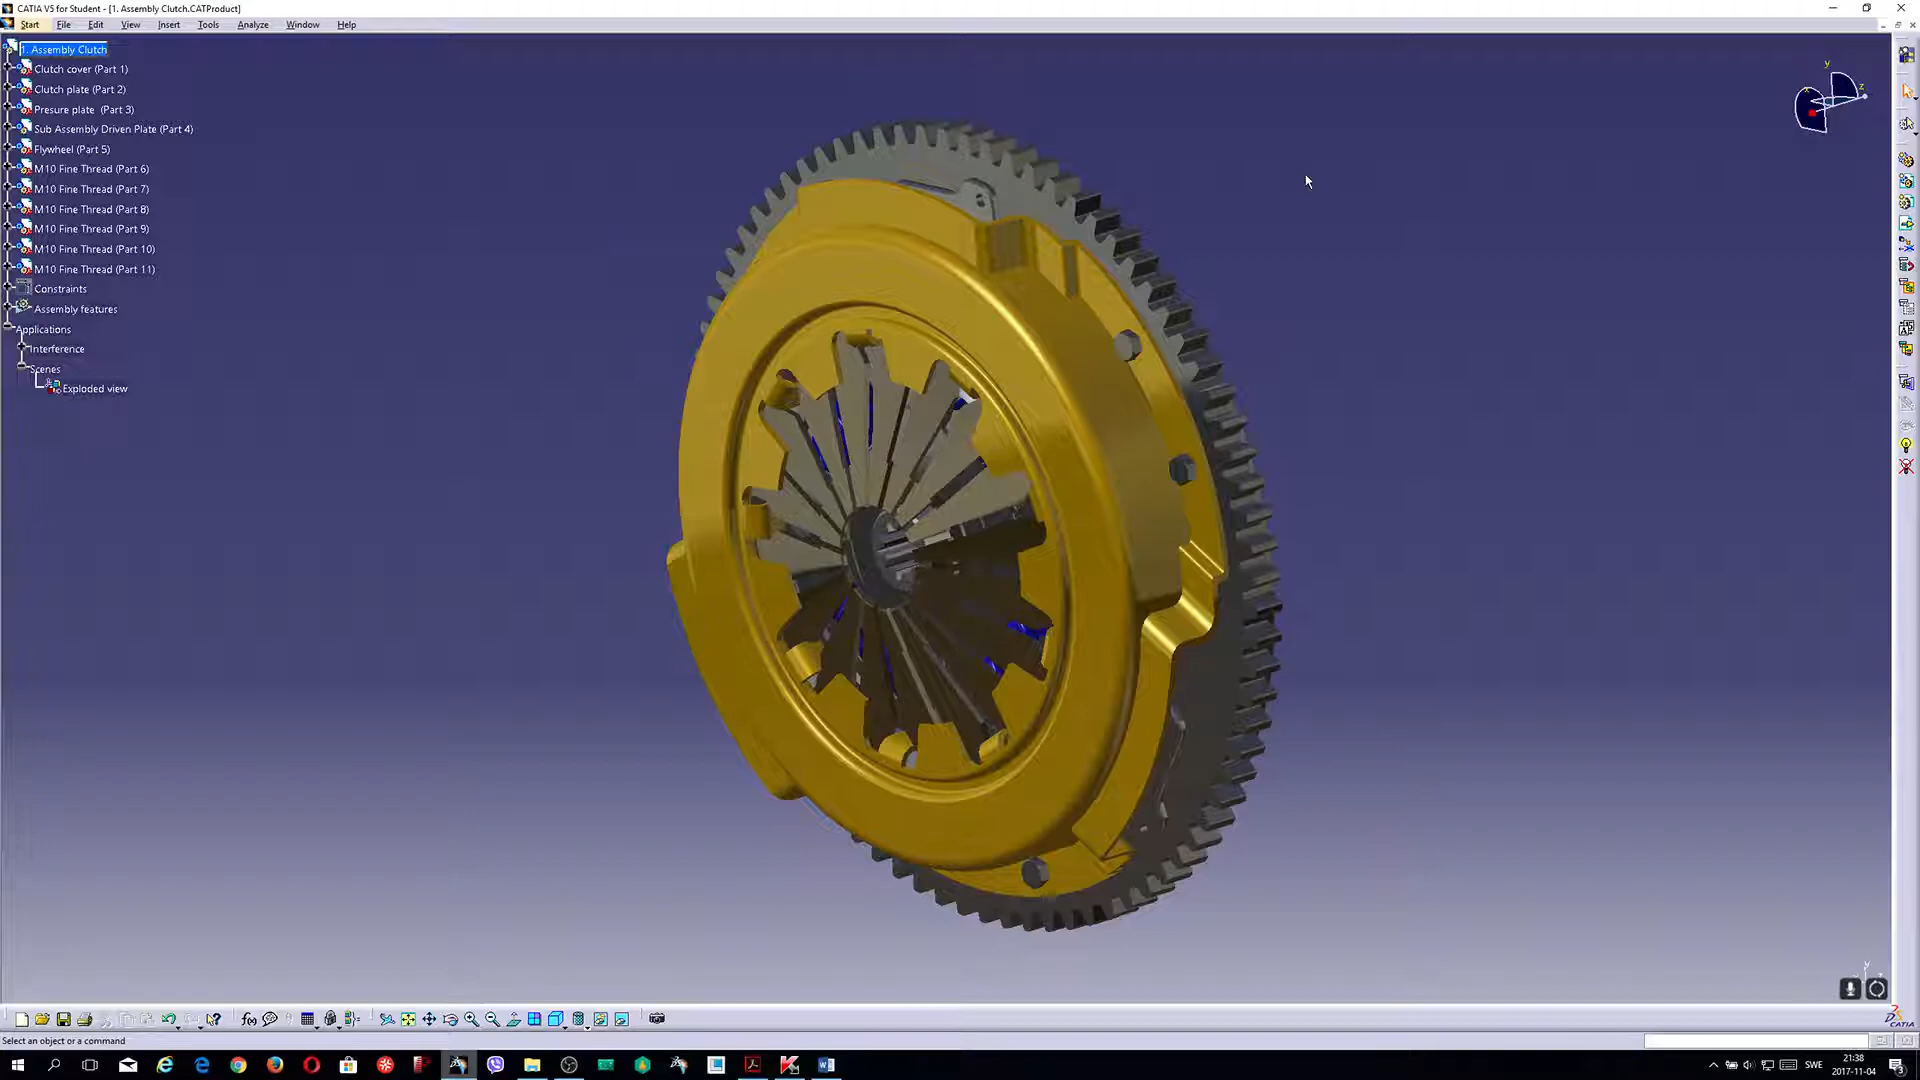 CATIA V5 for Student - [1. Assembly Clutch.CATProduct]
Start File Edit View Insert Tools Analyze Window Help
1. Assembly Clutch
Clutch cover (Part 1)
Clutch plate (Part 2)
Presure plate (Part 3)
Sub Assembly Driven Plate (Part 4)
Flywheel (Part 5)
M10 Fine Thread (Part 6)
M10 Fine Thread (Part 7)
M10 Fine Thread (Part 8)
M10 Fine Thread (Part 9)
M10 Fine Thread (Part 10)
M10 Fine Thread (Part 11)
Constraints
Assembly features
Applications
Interference
Scenes
Exploded view
y
z
x
y
CATIA
Select an object or a command
SWE
21:38
2017-11-04